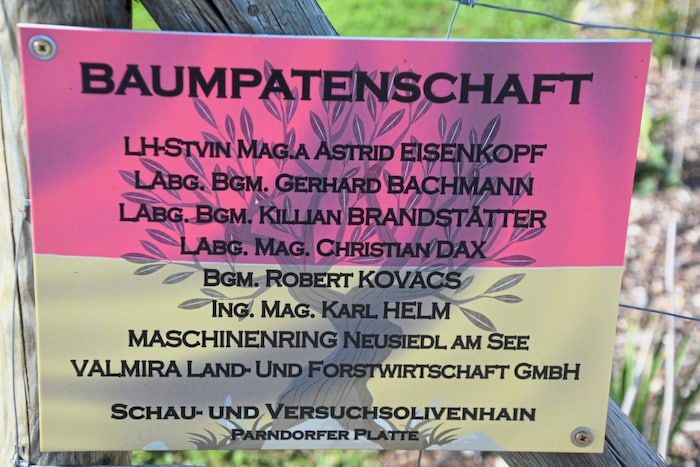 BAUMPATENSCHAFT
LH-Stvin Mag.a Astrid EISENKOPF
LAbg. Bgm. Gerhard BACHMANN
LAbg. Bgm. Killian BRANDSTÄTTER
LAbg. Mag. Christian DAX
Bgm. Robert KOVACS
Ing. Mag. Karl HELM
MASCHINENRING Neusiedl am See
VALMIRA Land- Und Forstwirtschaft GmbH
Schau- und Versuchsolivenhain
Parndorfer Platte